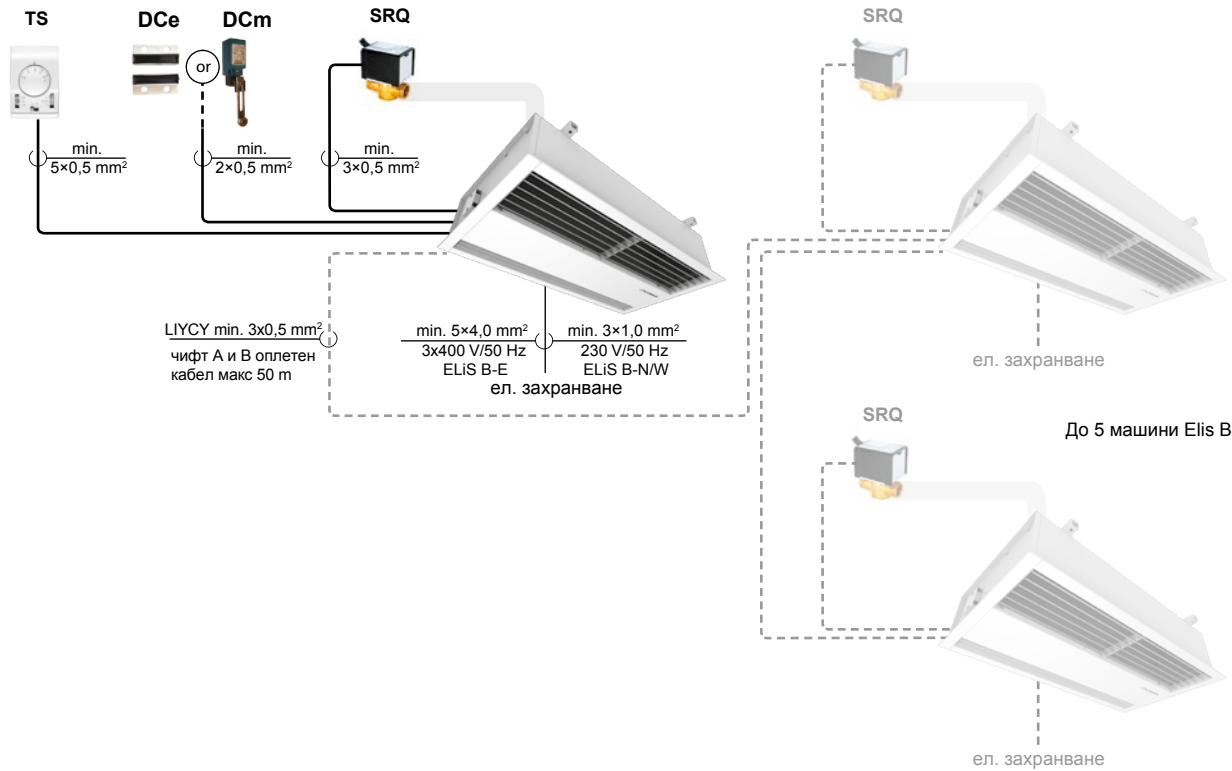 TS
DCe
DCm
SRQ
SRQ
or
min.
5×0,5 mm²
min.
2×0,5 mm²
min.
3×0,5 mm²
LIYCY min. 3x0,5 mm²
чифт А и В оплетен
кабел макс 50 m
min. 5×4,0 mm²
3x400 V/50 Hz
ELiS B-E
min. 3×1,0 mm²
230 V/50 Hz
ELiS B-N/W
ел. захранване
ел. захранване
SRQ
До 5 машини Elis B
ел. захранване